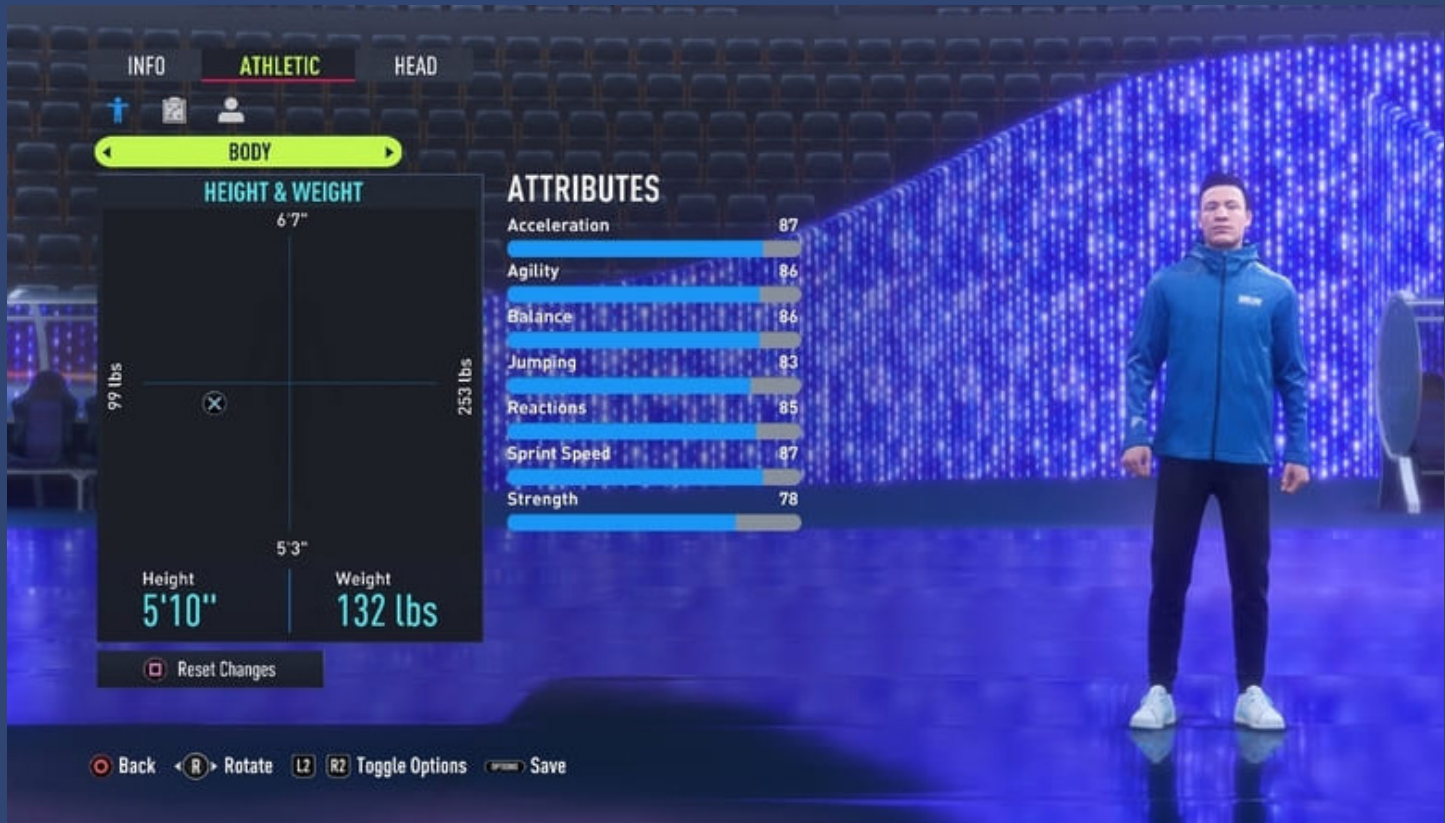 INFO ATHLETIC HEAD
BODY
HEIGHT & WEIGHT
6'7"
99 lbs
253 lbs
5'3"
Height Weight
5'10" 132 lbs
Reset Changes
ATTRIBUTES
Acceleration 87
Agility 86
Balance 86
Jumping 83
Reactions 85
Sprint Speed 87
Strength 78
Back R Rotate L2 R2 Toggle Options OPTIONS Save